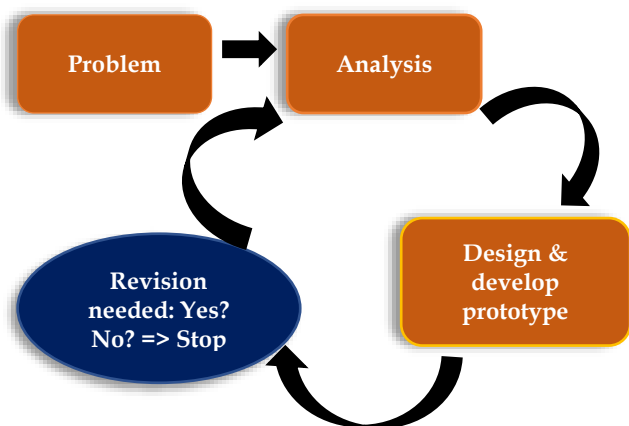 Problem
Analysis
Design &
develop
prototype
Revision
needed: Yes?
No? => Stop